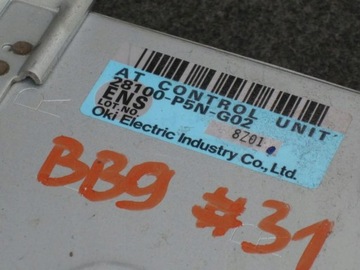 AT CONTROL UNIT
28100-P5N-G02
ENS 8Z01
LOT.NO.
Oki Electric Industry Co.,Ltd.
BB9 #31